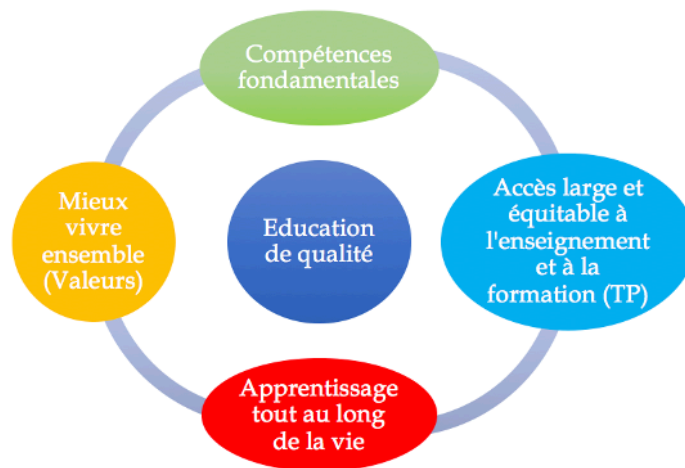 Compétences
fondamentales
Mieux
vivre
ensemble
(Valeurs)
Education
de qualité
Accès large et
équitable à
l'enseignement
et à la
formation (TP)
Apprentissage
tout au long
de la vie